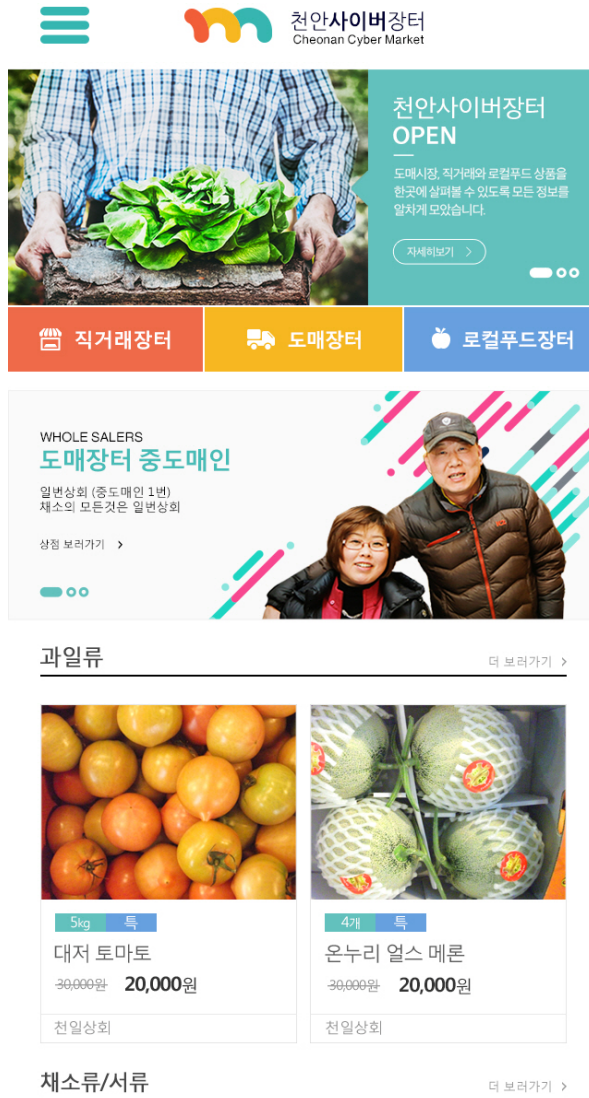 천안사이버장터
Cheonan Cyber Market
천안사이버장터
OPEN
도매시장, 직거래와 로컬푸드 상품을
한곳에 살펴볼 수 있도록 모든 정보를
알차게 모았습니다.
자세히보기 >
직거래장터
도매장터
로컬푸드장터
WHOLE SALERS
도매장터 중도매인
일번상회 (중도매인 1번)
채소의 모든것은 일번상회
상점 보러가기 >
과일류
더 보러가기 >
5kg 특
대저 토마토
30,000원 20,000원
천일상회
4개 특
온누리 얼스 메론
30,000원 20,000원
천일상회
채소류/서류
더 보러가기 >